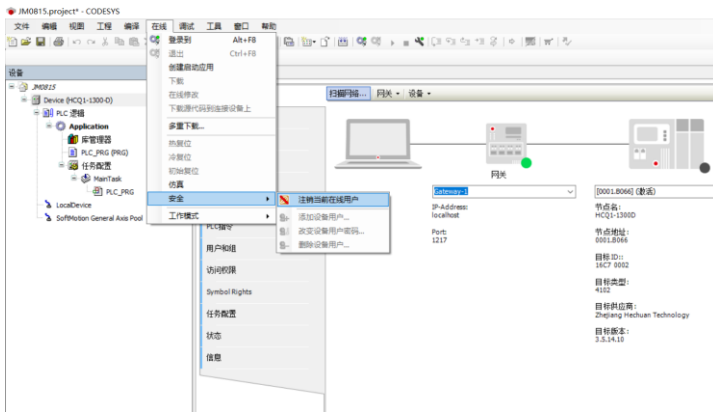 JM0815.project* - CODESYS
文件 编辑 视图 工程 编译 在线 调试 工具 窗口 帮助
设备
JM0815
Device (HCQ1-1300-D)
PLC 逻辑
Application
库管理器
PLC_PRG (PRG)
任务配置
MainTask
PLC_PRG
LocalDevice
SoftMotion General Axis Pool
登录到 Alt+F8
退出 Ctrl+F8
创建启动应用
下载
在线修改
下载源代码到连接设备上
多重下载...
热复位
冷复位
初始复位
仿真
安全
工作模式
注销当前在线用户
添加设备用户...
改变设备用户密码...
删除设备用户...
PLC指令
用户和组
访问权限
Symbol Rights
任务配置
状态
信息
扫描网络... 网关 设备
网关
Gateway-1
IP-Address:
localhost
Port:
1217
[0001.B066] (激活)
节点名:
HCQ1-1300D
节点地址:
0001.B066
目标ID::
16C7 0002
目标类型:
4102
目标供应商:
Zhejiang Hechuan Technology
目标版本:
3.5.14.10